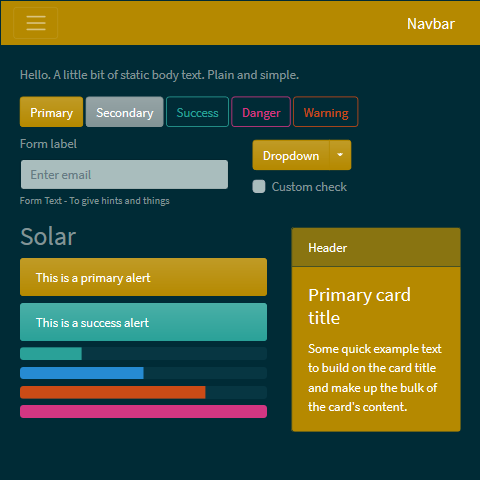 Navbar
Hello. A little bit of static body text. Plain and simple.
Primary Secondary Success Danger Warning
Form label
Enter email
Form Text - To give hints and things
Dropdown
Custom check
Solar
This is a primary alert
This is a success alert
Header
Primary card
title
Some quick example text
to build on the card title
and make up the bulk of
the card's content.